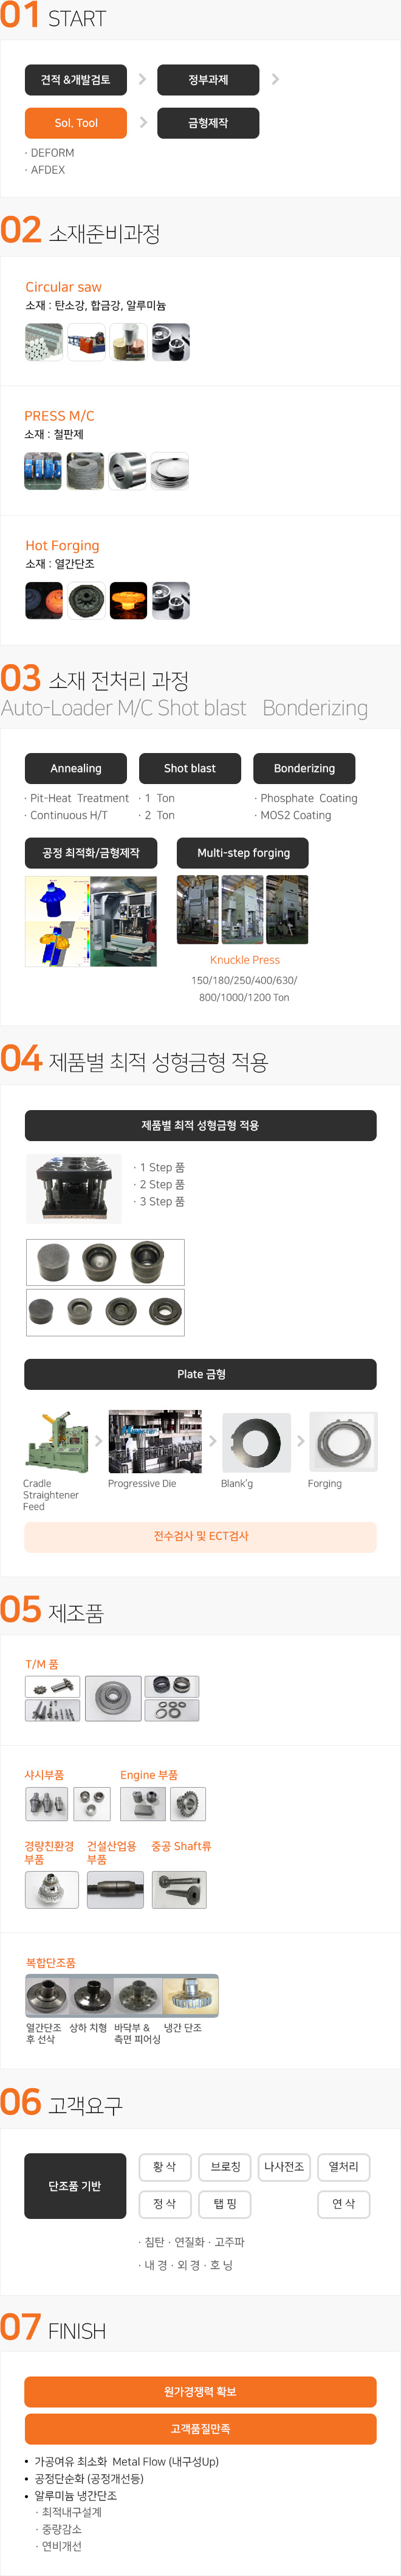 01 START
견적 &개발검토
정부과제
Sol, Tool
금형제작
· DEFORM
· AFDEX
02 소재준비과정
Circular saw
소재 : 탄소강, 합금강, 알루미늄
PRESS M/C
소재 : 철판제
Hot Forging
소재 : 열간단조
03 소재 전처리 과정
Auto-Loader M/C Shot blast Bonderizing
Annealing
Shot blast
Bonderizing
· Pit-Heat Treatment
· Continuous H/T
· 1 Ton
· 2 Ton
· Phosphate Coating
· MOS2 Coating
공정 최적화/금형제작
Multi-step forging
Knuckle Press
150/180/250/400/630/
800/1000/1200 Ton
04 제품별 최적 성형금형 적용
제품별 최적 성형금형 적용
· 1 Step 품
· 2 Step 품
· 3 Step 품
Plate 금형
Cradle
Straightener
Feed
Progressive Die
Blank'g
Forging
전수검사 및 ECT검사
05 제조품
T/M 품
샤시부품
Engine 부품
경량친환경
부품
건설산업용
부품
중공 Shaft류
복합단조품
열간단조
후 선삭
상하 치형
바닥부 &
측면 피어싱
냉간 단조
06 고객요구
단조품 기반
황 삭
브로칭
나사전조
열처리
정 삭
탭 핑
연 삭
· 침탄 · 연질화 · 고주파
· 내 경 · 외 경 · 호 닝
07 FINISH
원가경쟁력 확보
고객품질만족
• 가공여유 최소화 Metal Flow (내구성Up)
• 공정단순화 (공정개선등)
• 알루미늄 냉간단조
· 최적내구설계
· 중량감소
· 연비개선